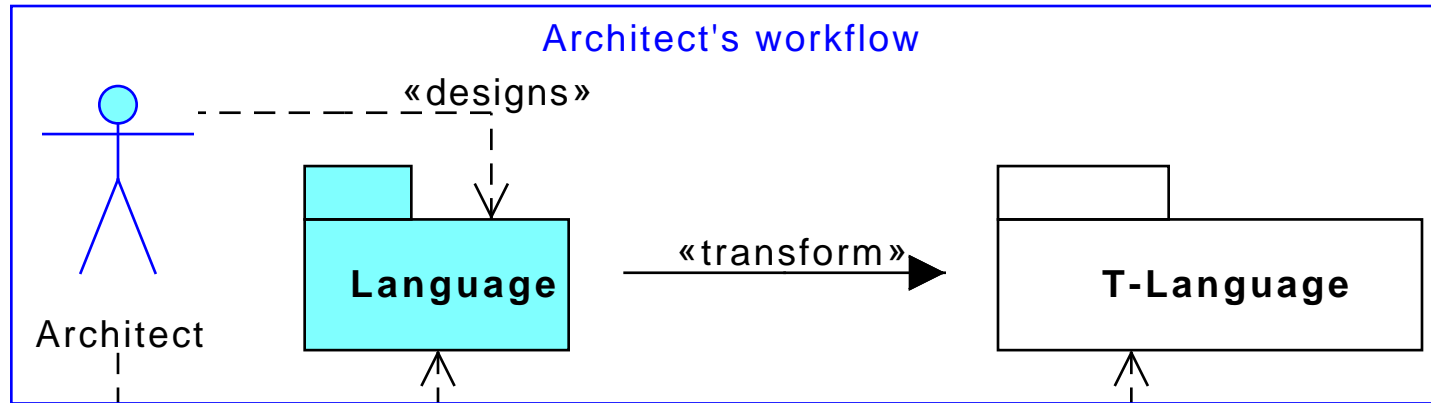 Architect's workflow
«designs»
«transform»
Language
T-Language
Architect